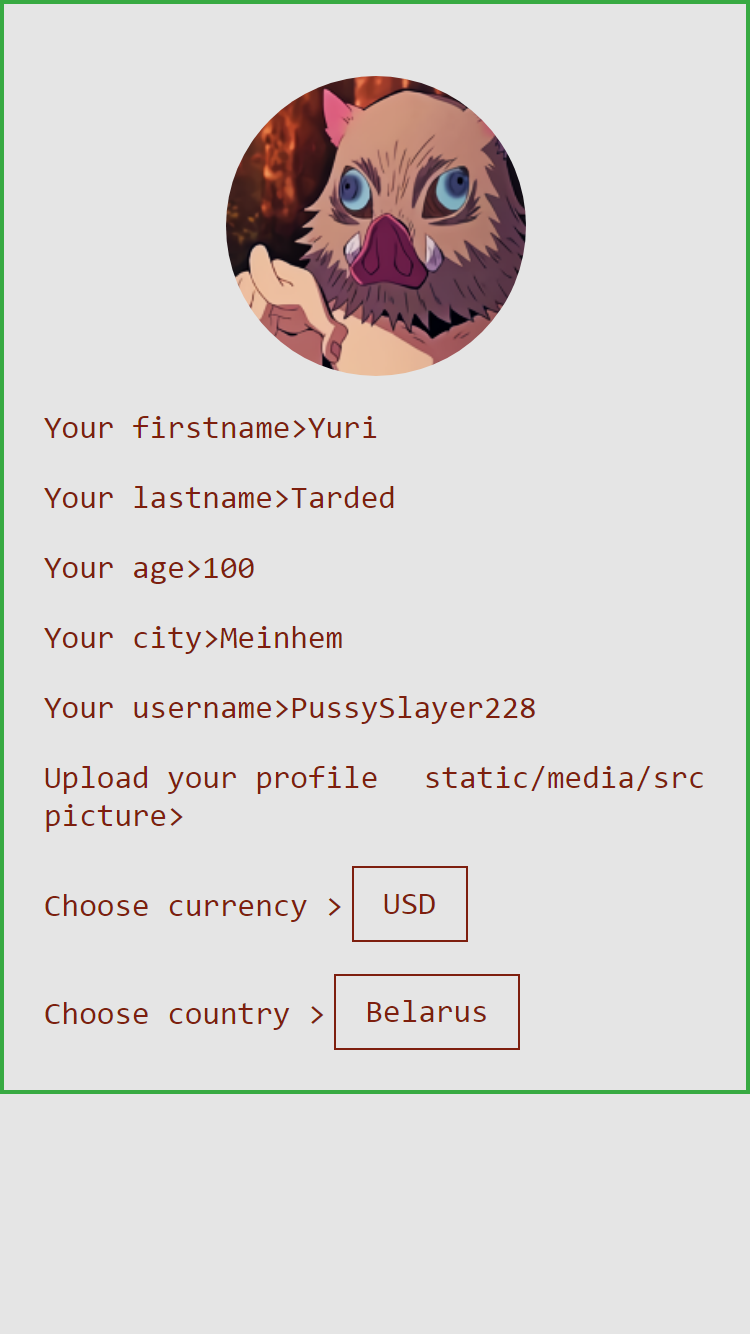 Your firstname>Yuri
Your lastname>Tarded
Your age>100
Your city>Meinhem
Your username>PussySlayer228
Upload your profile static/media/src
picture>
Choose currency > USD
Choose country > Belarus